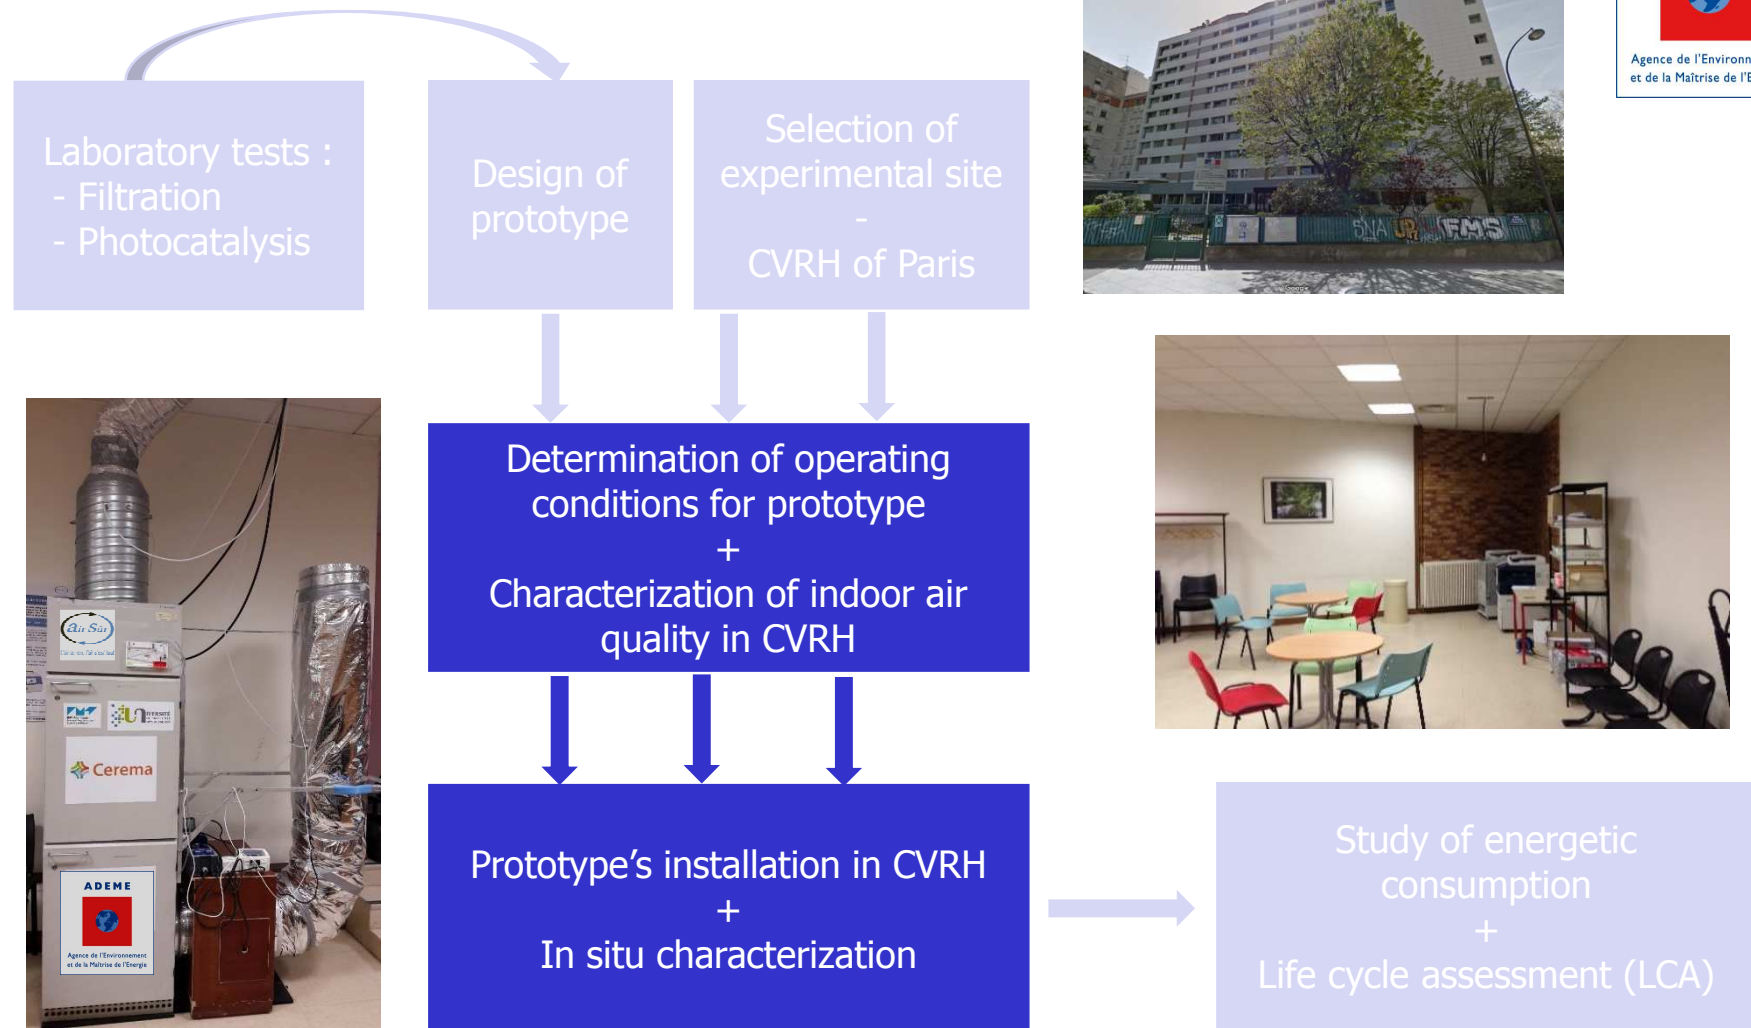 Laboratory tests :
- Filtration
- Photocatalysis
Design of
prototype
Selection of
experimental site
-
CVRH of Paris
Agence de l'Environn
et de la Maîtrise de l'E
SNA
FMS
Determination of operating
conditions for prototype
+
Characterization of indoor air
quality in CVRH
air Sûr
Cerema
ADEME
Agence de l'Environnement
et de la Maîtrise de l'Energie
Prototype's installation in CVRH
+
In situ characterization
Study of energetic
consumption
+
Life cycle assessment (LCA)